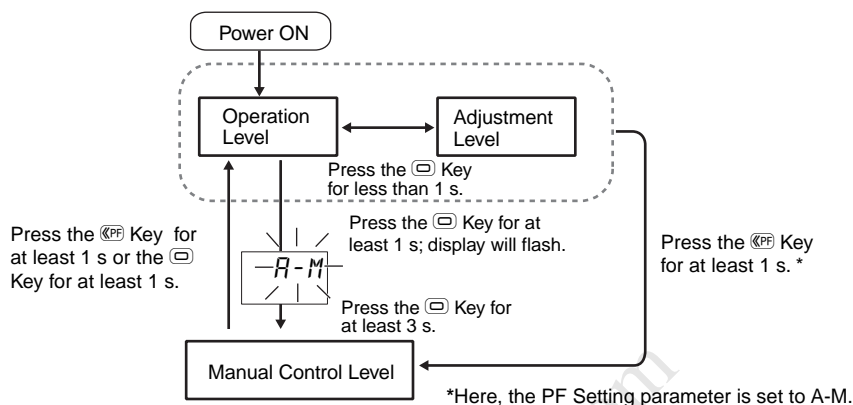 Power ON
Operation
Level
Adjustment
Level
Press the Key
for less than 1 s.
Press the Key for at
least 1 s; display will flash.
Press the PF Key for
at least 1 s or the
Key for at least 1 s.
A-M
Press the PF Key
for at least 1 s. *
Press the Key for
at least 3 s.
Manual Control Level
*Here, the PF Setting parameter is set to A-M.